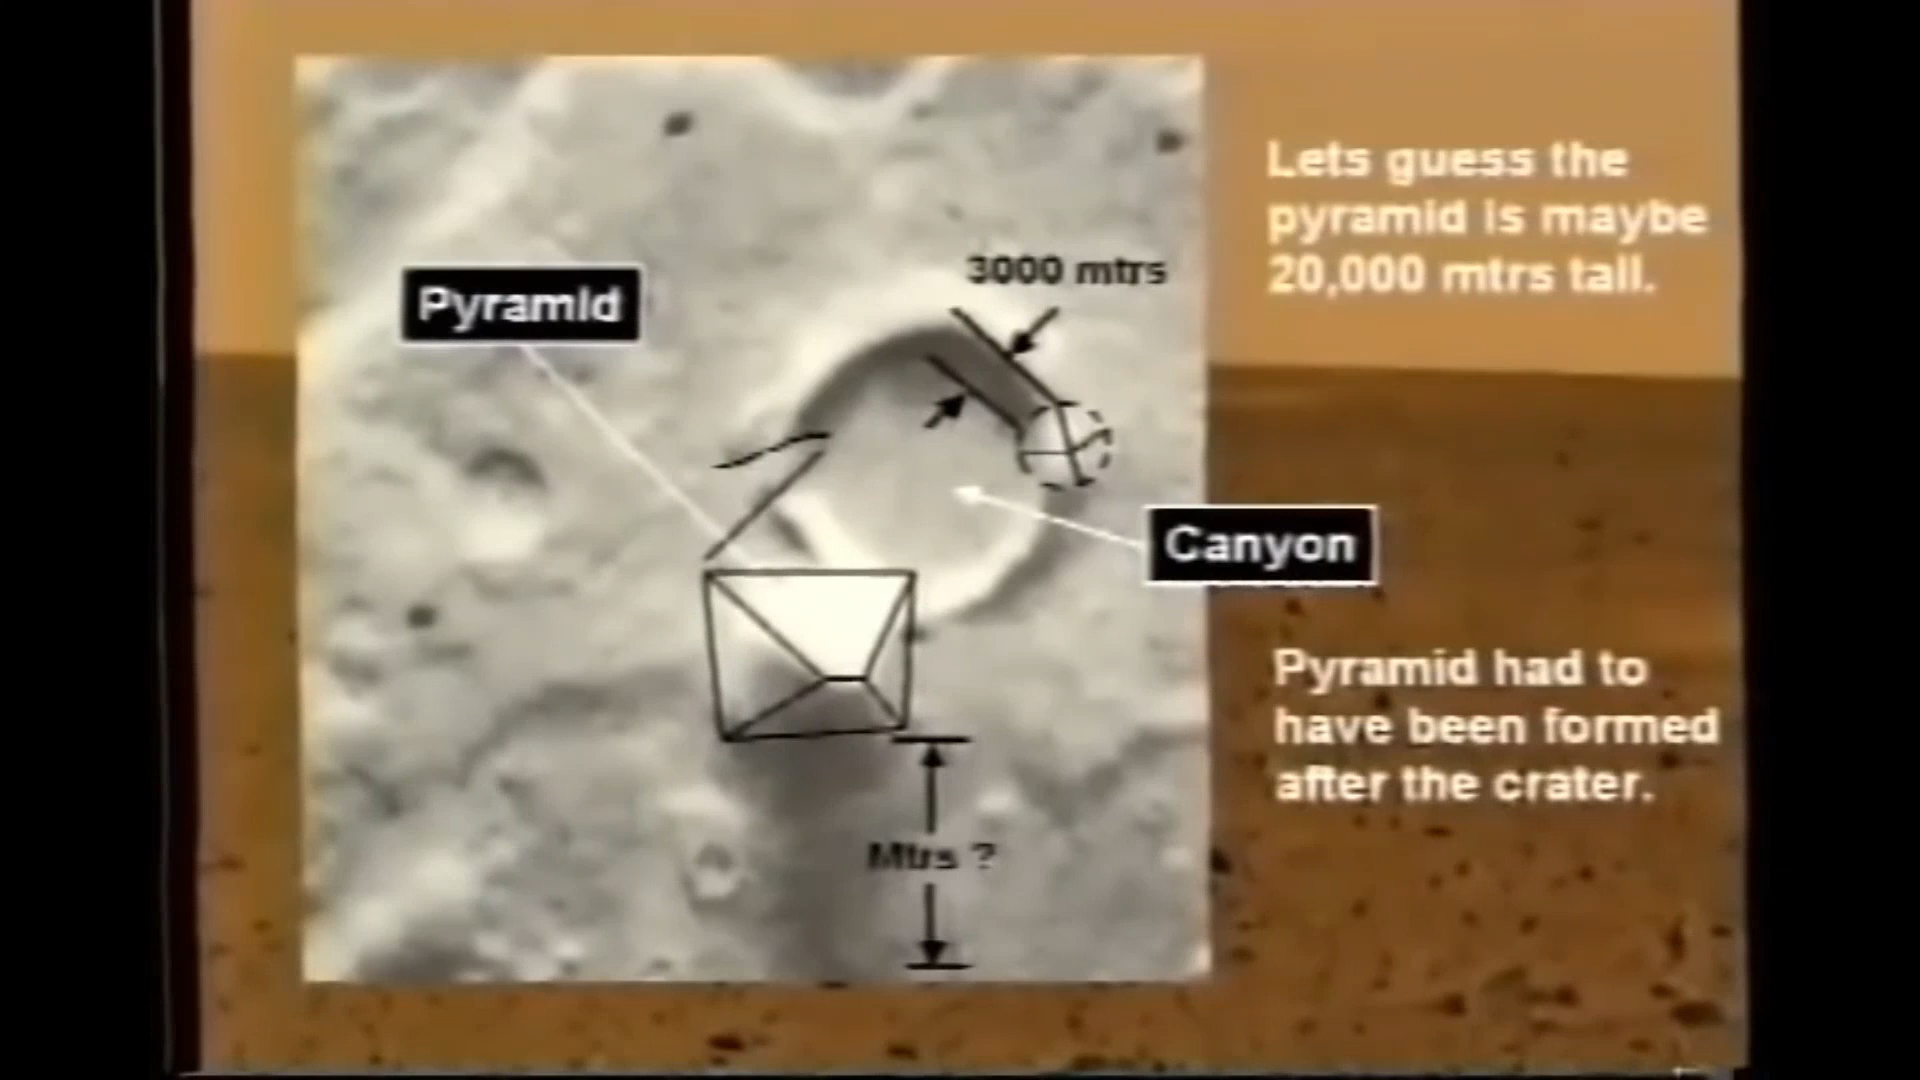 Lets guess the
pyramid is maybe
20,000 mtrs tall.
3000 mtrs
Pyramid
Canyon
Pyramid had to
have been formed
after the crater.
Mtrs ?